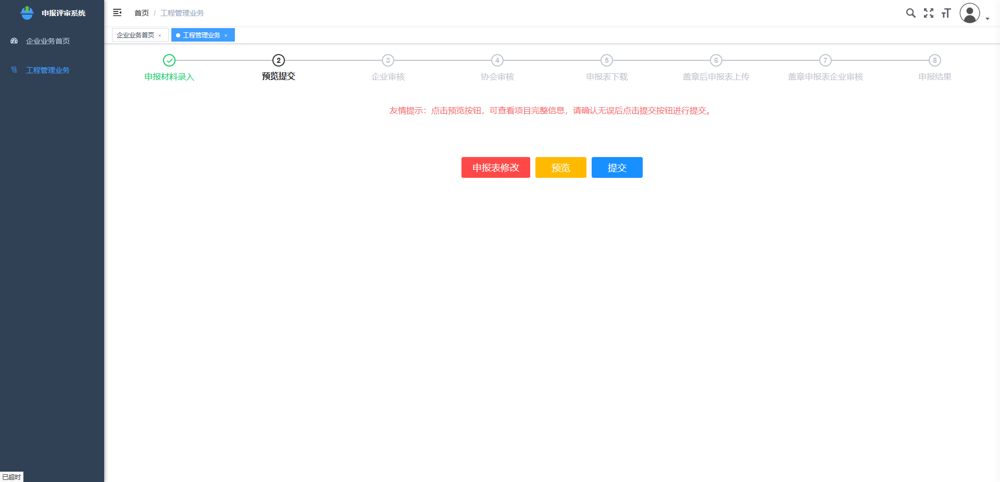 申报评审系统
首页 / 工程管理业务
企业业务首页
工程管理业务
企业业务首页 ×
工程管理业务 ×
2
3
4
5
6
7
8
申报材料录入
预览提交
企业审核
协会审核
申报表下载
盖章后申报表上传
盖章申报表企业审核
申报结果
友情提示：点击预览按钮，可查看项目完整信息，请确认无误后点击提交按钮进行提交。
申报表修改
预览
提交
已超时